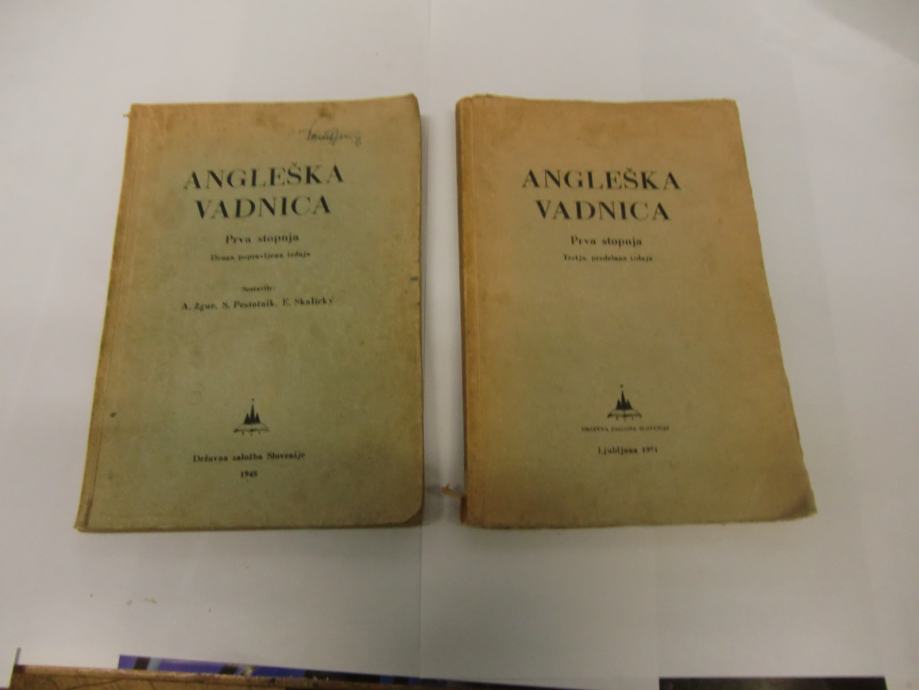 ANGLEŠKA
VADNICA
Prva stopnja
Druga popravljena izdaja
Sestavili:
A. Zgur, S. Pestotnik, E. Skalický
Državna založba Slovenije
1948
ANGLEŠKA
VADNICA
Prva stopnja
Tretja, predelana izdaja
DRŽAVNA ZALOŽBA SLOVENIJE
Ljubljana 1951